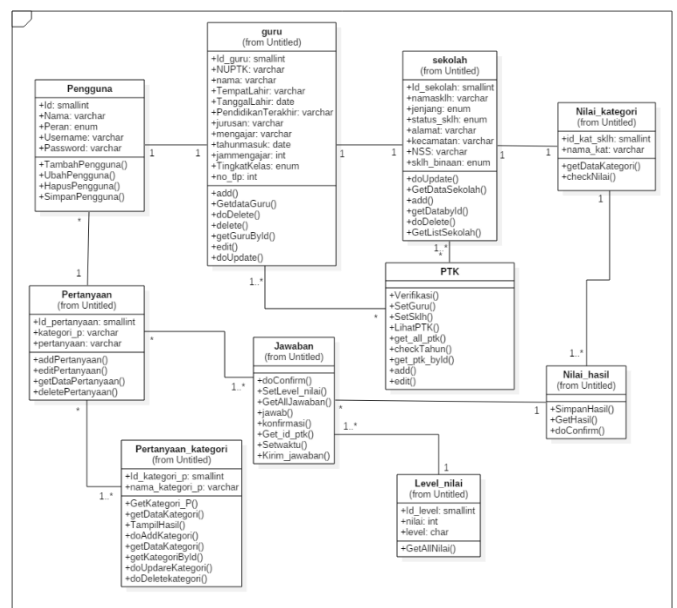 guru
(from Untitled)
+Id_guru: smallint
+NUPTK: varchar
+nama: varchar
+TempatLahir: varchar
+TanggalLahir: date
+PendidikanTerakhir: varchar
+jurusan: varchar
+mengajar: varchar
+tahunmasuk: date
+jammengajar: int
+TingkatKelas: enum
+no_tlp: int
+add()
+GetdataGuru()
+doDelete()
+delete()
+getGuruById()
+edit()
+doUpdate()
sekolah
(from Untitled)
+Id_sekolah: smallint
+namasklh: varchar
+jenjang: enum
+status_sklh: enum
+alamat: varchar
+kecamatan: varchar
+NSS: varchar
+sklh_binaan: enum
+doUpdate()
+GetDataSekolah()
+add()
+getDatabyId()
+doDelete()
+GetListSekolah()
Pengguna
+Id: smallint
+Nama: varchar
+Peran: enum
+Username: varchar
+Password: varchar
+TambahPengguna()
+UbahPengguna()
+HapusPengguna()
+SimpanPengguna()
Nilai_kategori
(from Untitled)
+id_kat_sklh: smallint
+nama_kat: varchar
+getDataKategori()
+checkNilai()
1
1
1
1
1
1
*
1
1
1..*
*
1..*
*
PTK
(from Untitled)
+Verifikasi()
+SetGuru()
+SetSklh()
+LihatPTK()
+get_all_ptk()
+checkTahun()
+get_ptk_byId()
+add()
+edit()
Pertanyaan
(from Untitled)
+Id_pertanyaan: smallint
+kategori_p: varchar
+pertanyaan: varchar
+addPertanyaan()
+editPertanyaan()
+getDataPertanyaan()
+deletePertanyaan()
*
1..*
Jawaban
(from Untitled)
+doConfirm()
+SetLevel_nilai()
+GetAllJawaban()
+jawab()
+konfirmasi()
+Get_id_ptk()
+Setwaktu()
+Kirim_jawaban()
1..*
Nilai_hasil
(from Untitled)
+SimpanHasil()
+GetHasil()
+doConfirm()
*
1
*
1..*
1..*
1
Pertanyaan_kategori
(from Untitled)
+Id_kategori_p: smallint
+nama_kategori_p: varchar
+GetKategori_P()
+getDataKategori()
+TampilHasil()
+doAddKategori()
+getDataKategori()
+getKategoriById()
+doUpdareKategori()
+doDeletekategori()
Level_nilai
(from Untitled)
+Id_level: smallint
+nilai: int
+level: char
+GetAllNilai()